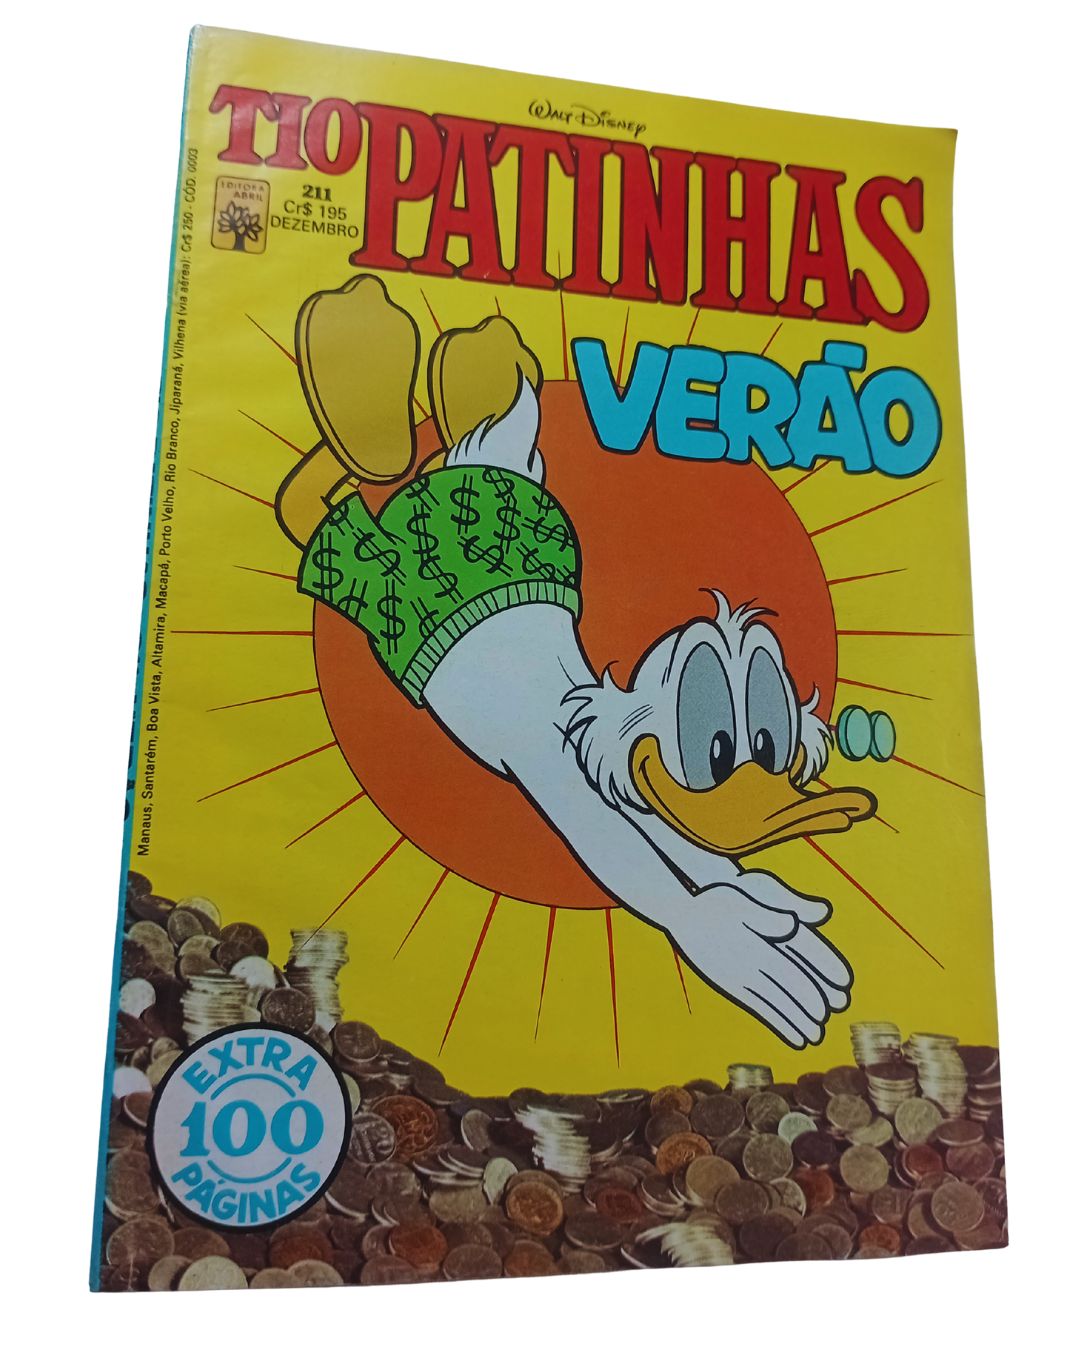 WALT DISNEY
TIO PATINHAS
EDITORA
ABRIL
211
Cr$ 195
DEZEMBRO
VERÃO
Manaus, Santarém, Boa Vista, Altamira, Macapá, Porto Velho, Rio Branco, Jiparaná, Vilhena (via aérea): Cr$ 250 - CÓD. 0003
EXTRA
100
PÁGINAS